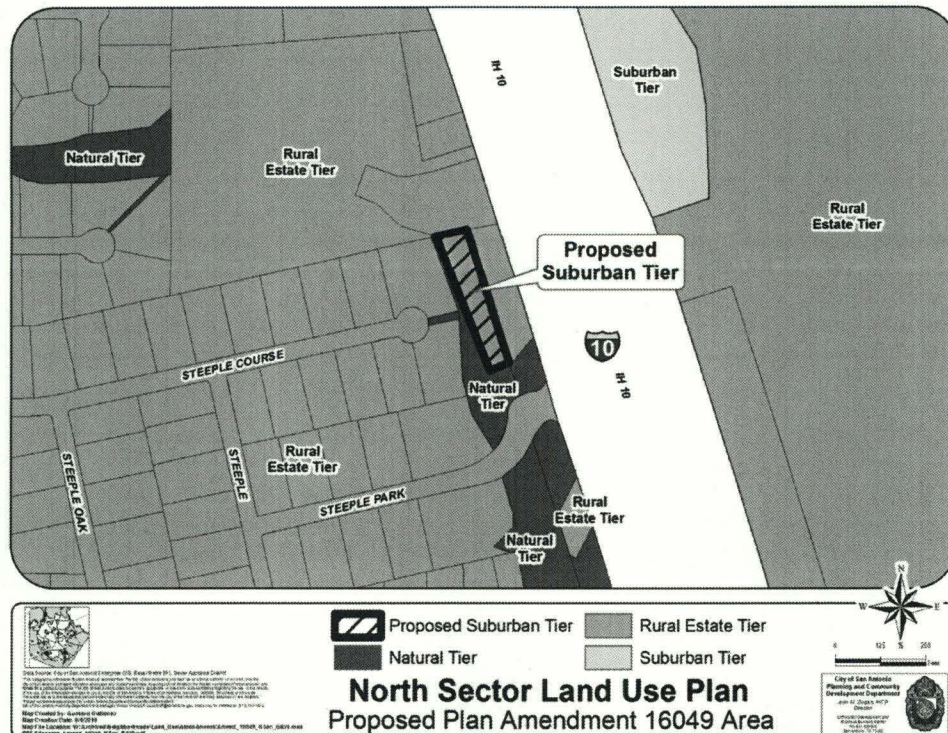 IH 10
Suburban
Tier
Natural Tier
Rural
Estate Tier
Rural
Estate Tier
Proposed
Suburban Tier
10
IH 10
STEEPLE COURSE
Natural
Tier
STEEPLE OAK
STEEPLE
Rural
Estate Tier
STEEPLE PARK
Rural
Estate Tier
Natural
Tier
N
W E
S
Proposed Suburban Tier
Rural Estate Tier
Natural Tier
Suburban Tier
North Sector Land Use Plan
Proposed Plan Amendment 16049 Area
0 125 250
City of San Antonio
Planning and Community
Development Department